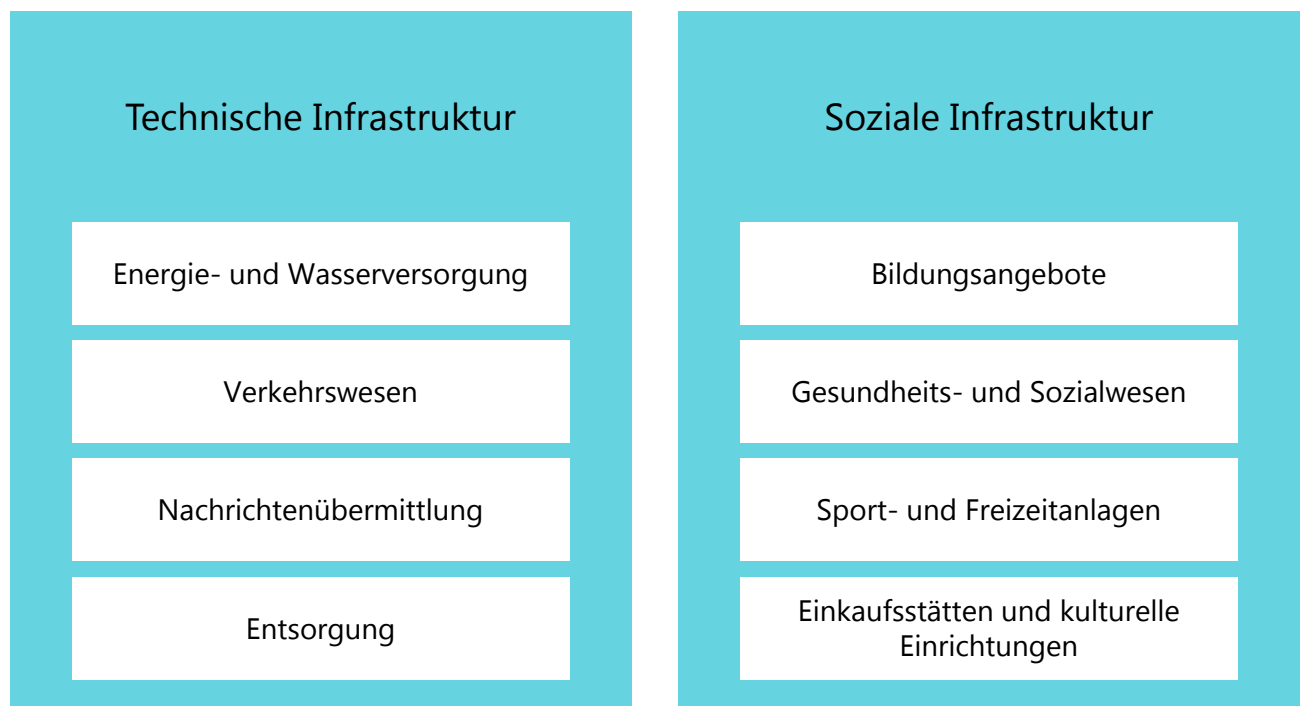 Technische Infrastruktur
Energie- und Wasserversorgung
Verkehrswesen
Nachrichtenübermittlung
Entsorgung
Soziale Infrastruktur
Bildungsangebote
Gesundheits- und Sozialwesen
Sport- und Freizeitanlagen
Einkaufsstätten und kulturelle
Einrichtungen